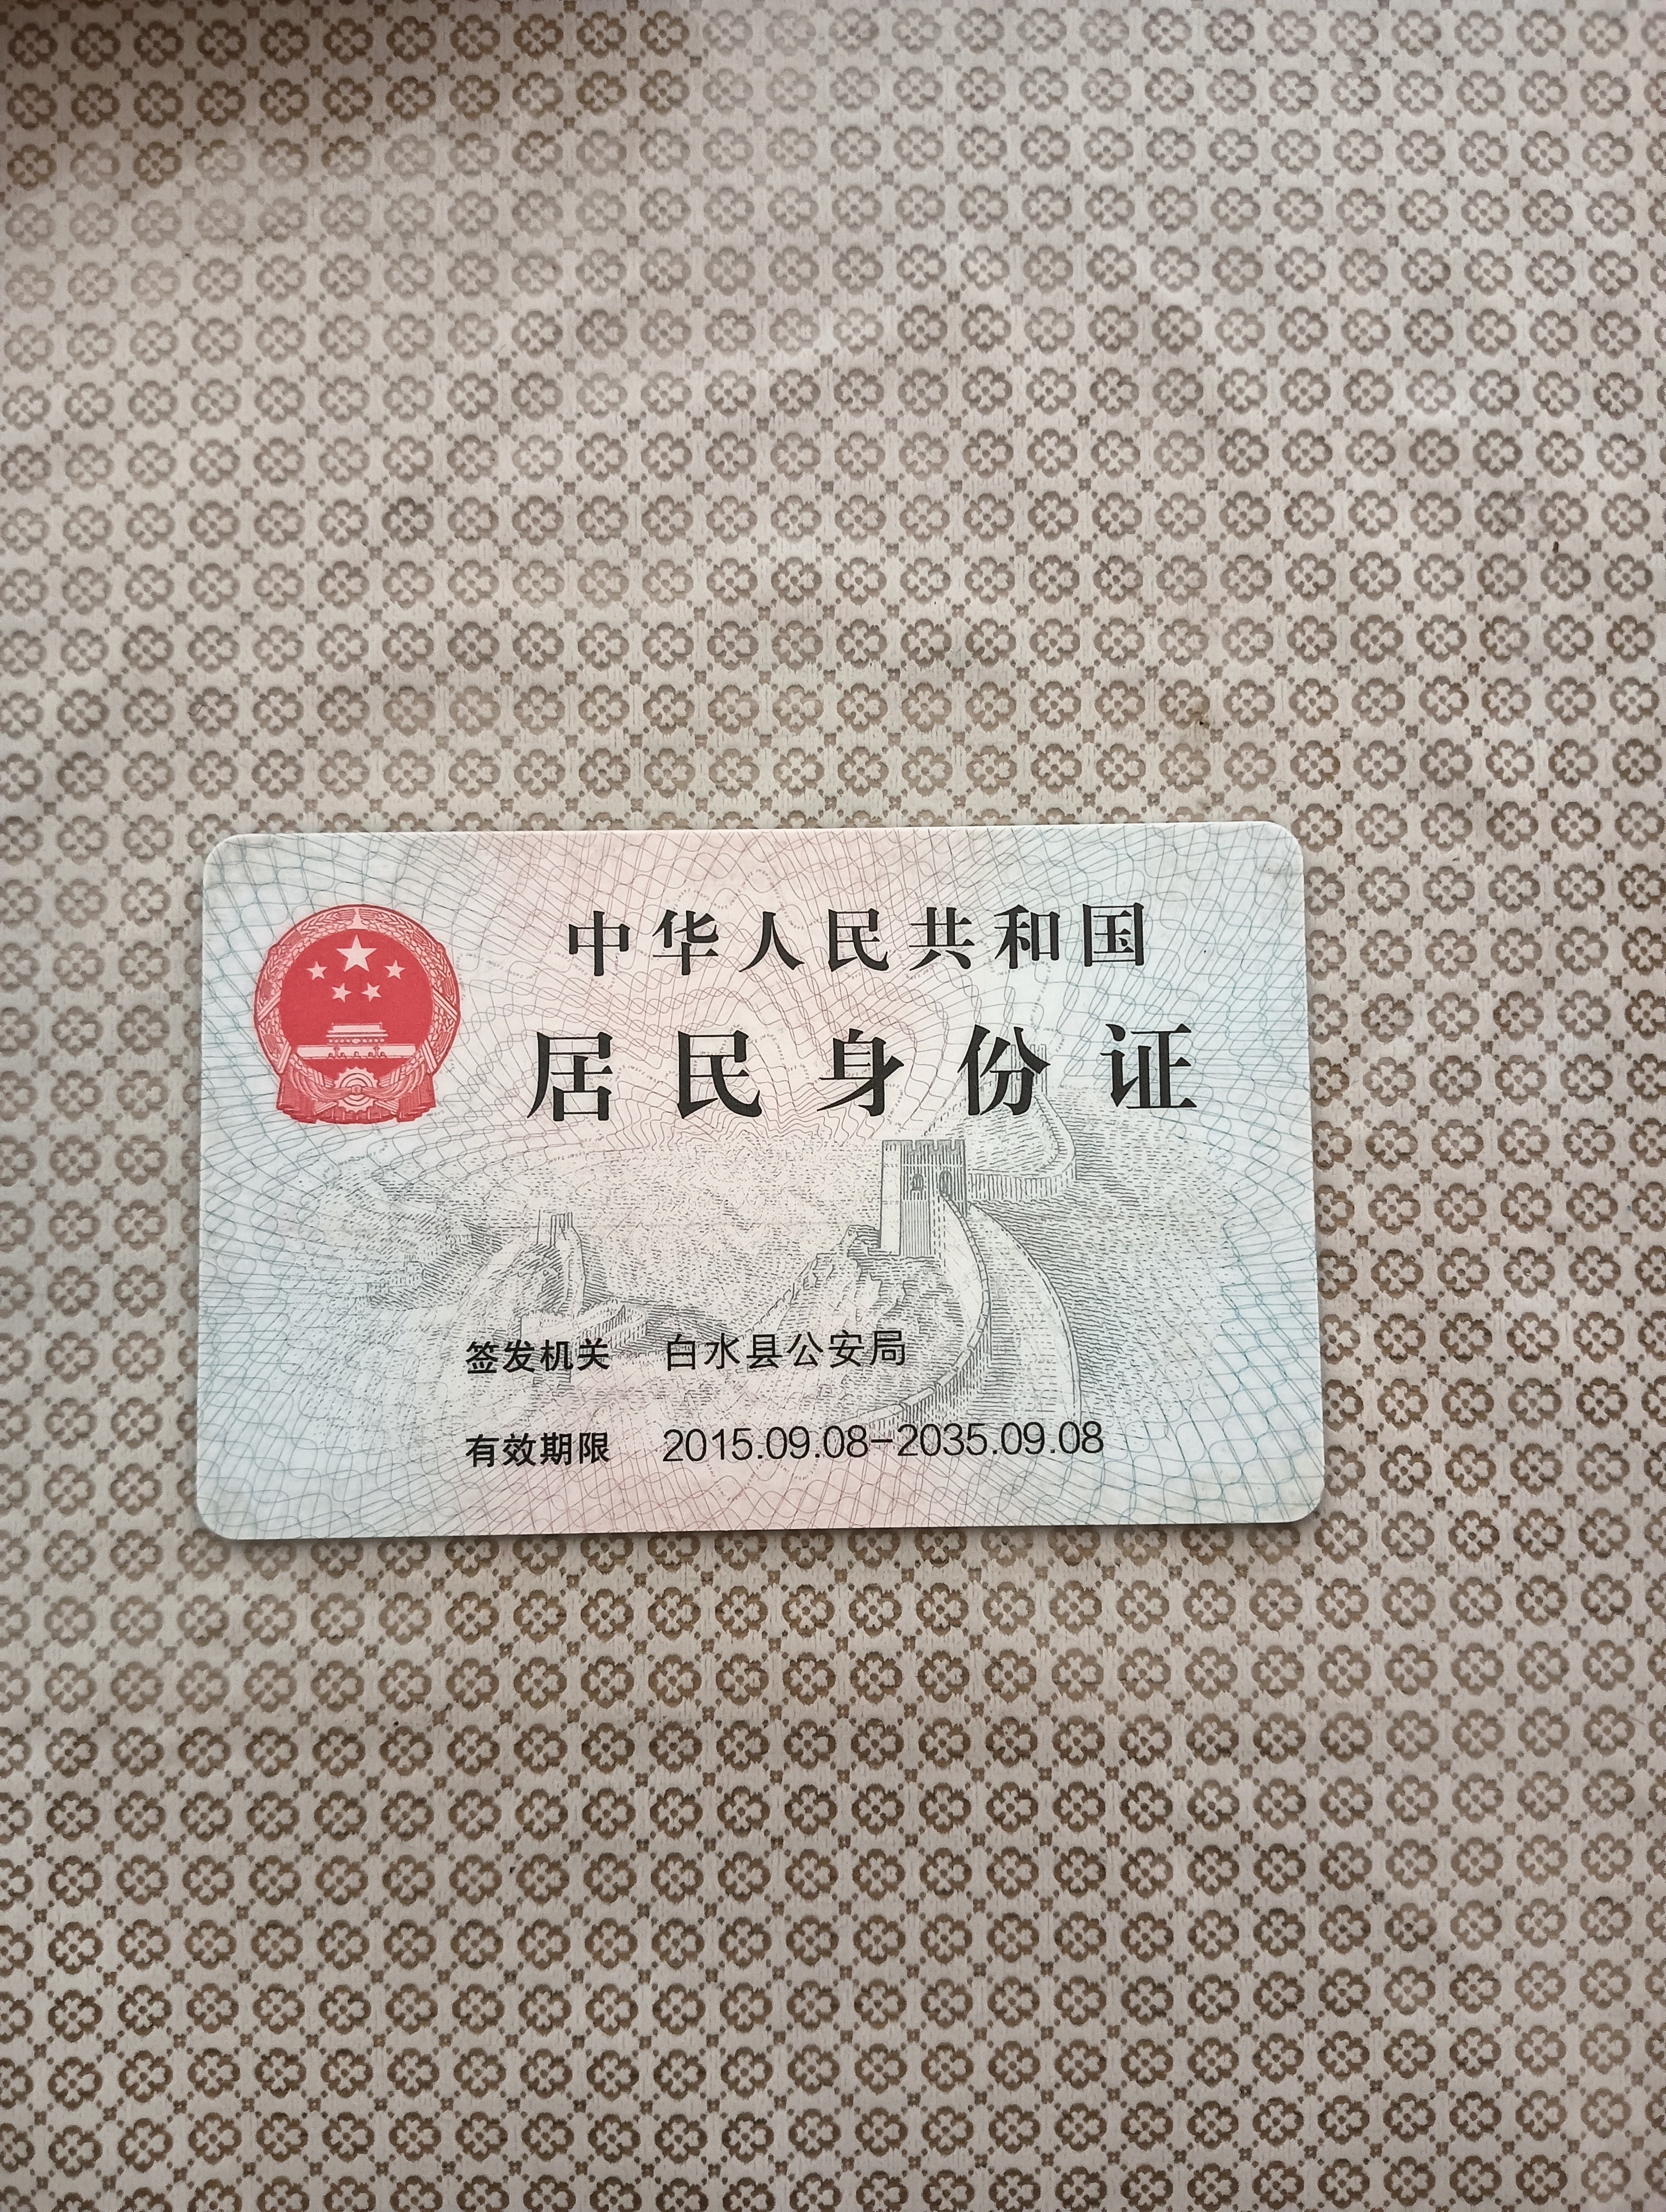 中华人民共和国
居民身份证
签发机关 白水县公安局
有效期限 2015.09.08-2035.09.08